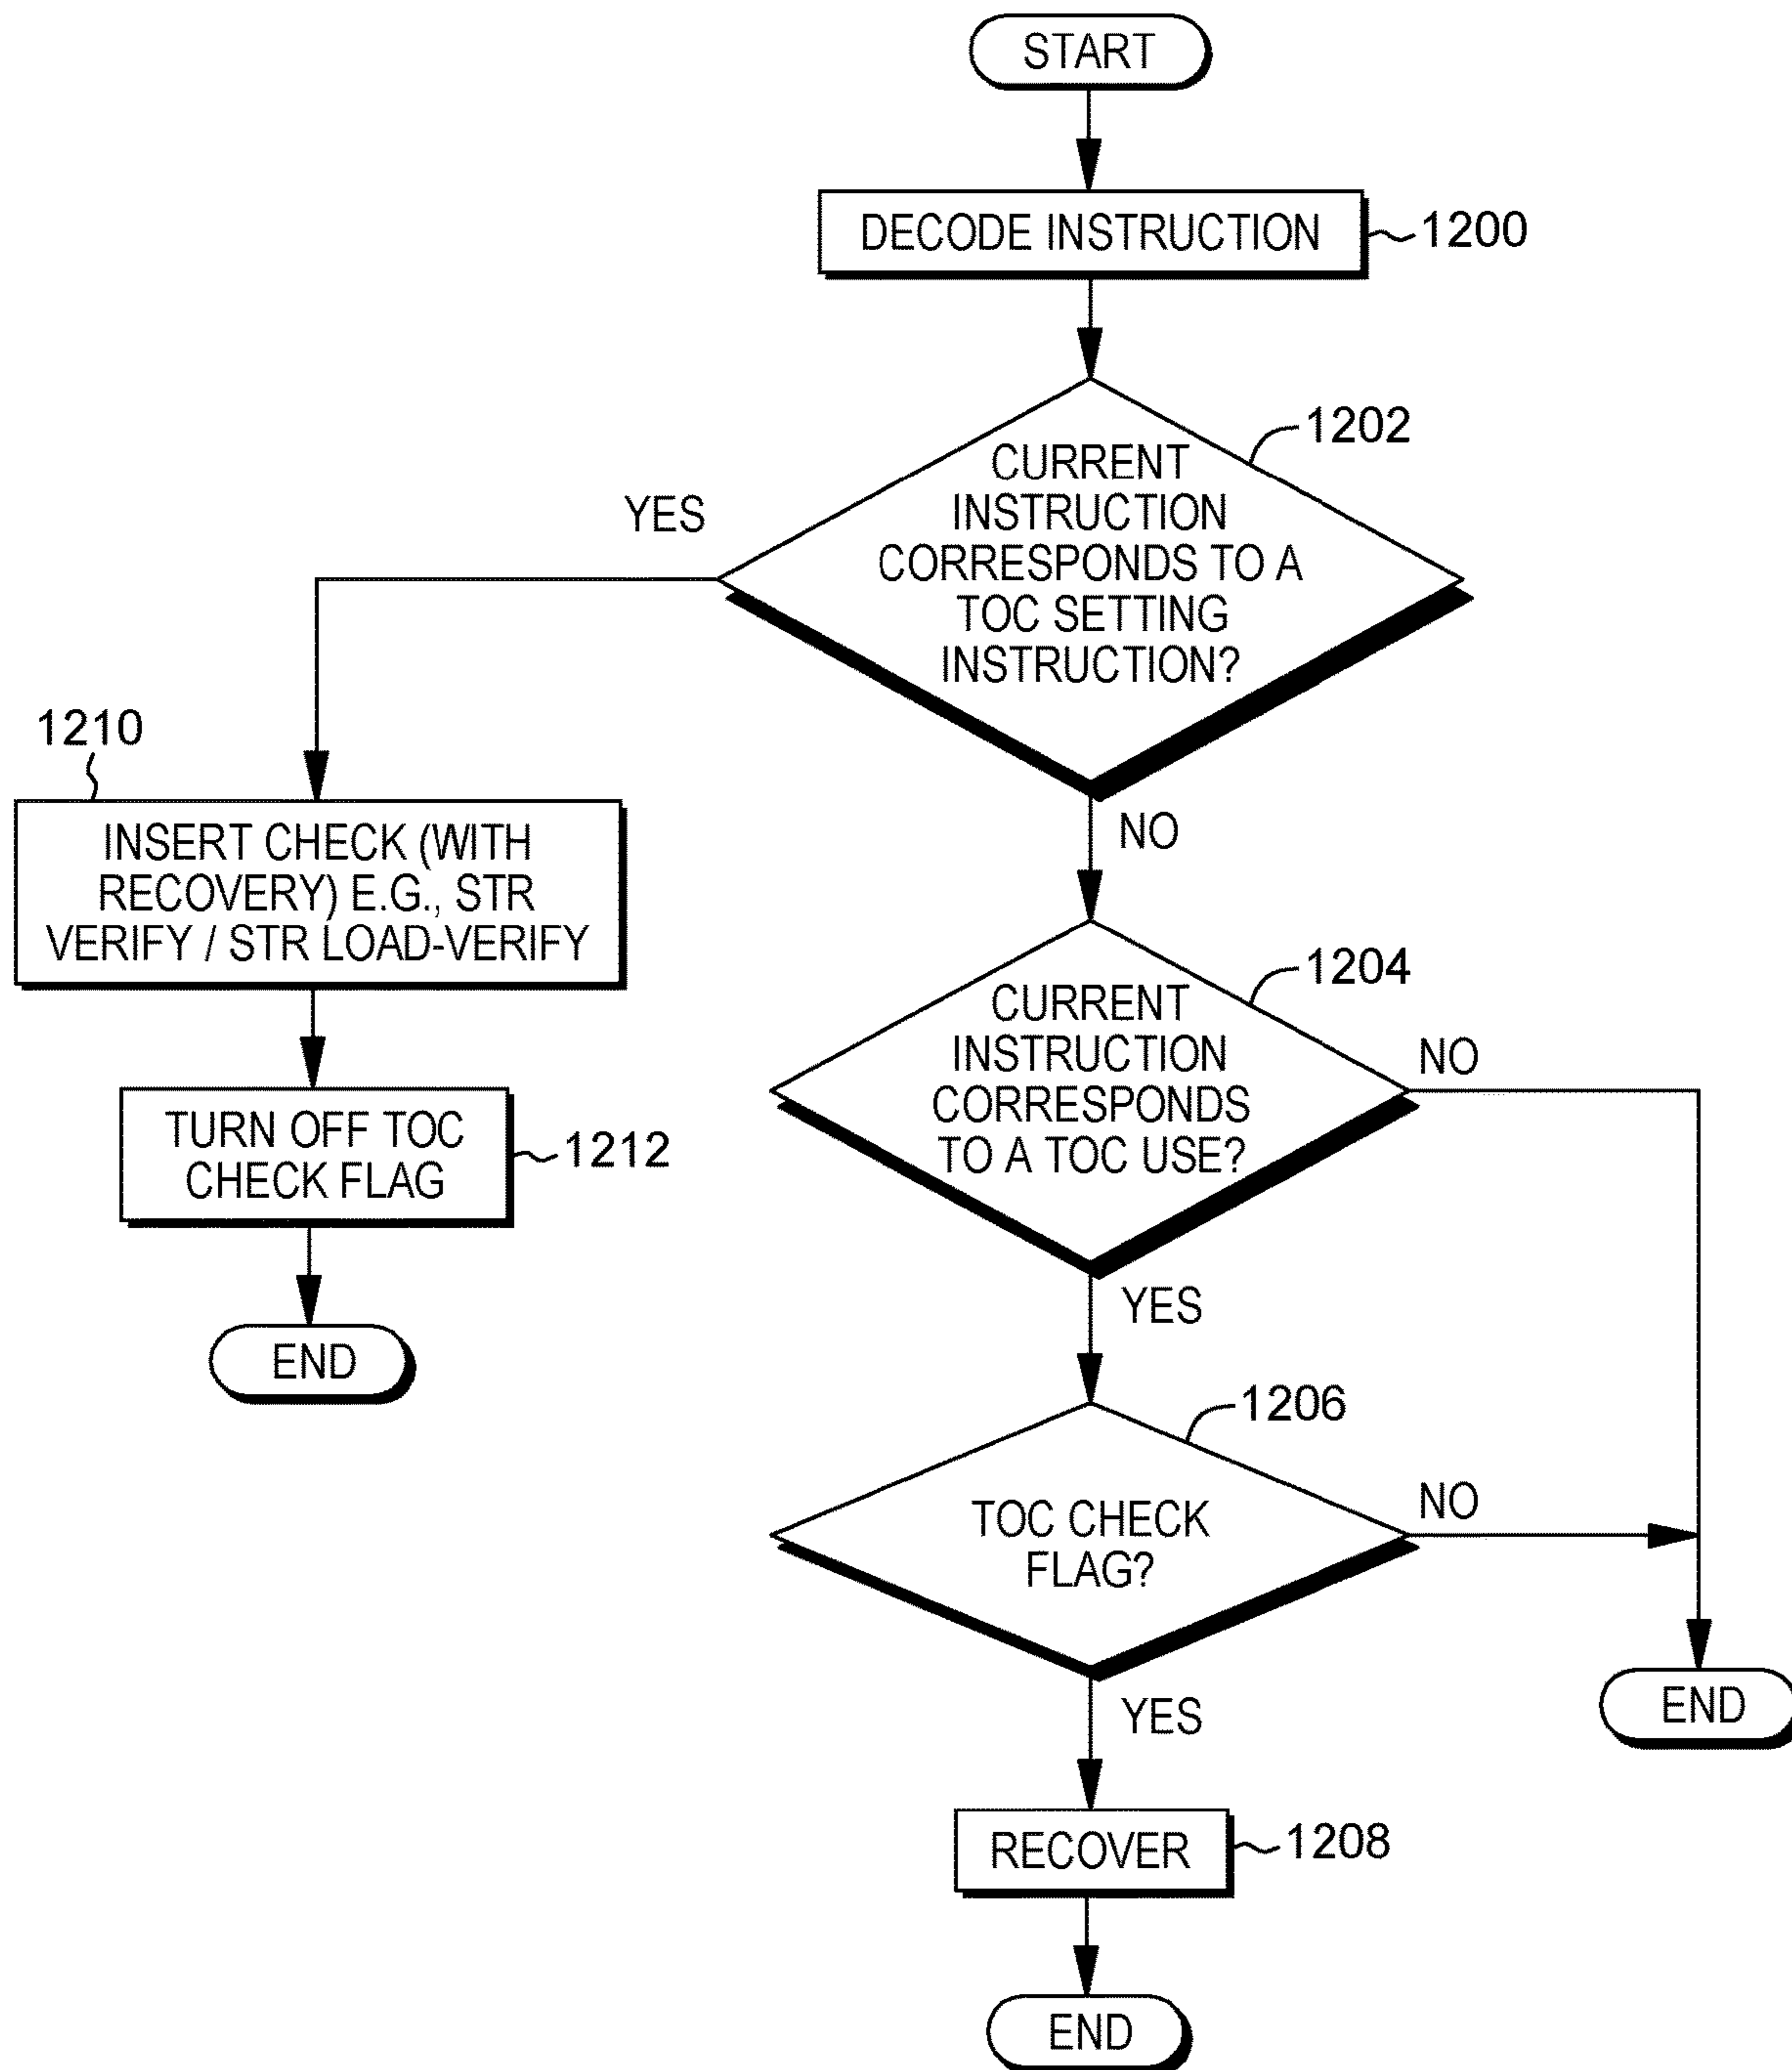 START
DECODE INSTRUCTION
1200
1202
CURRENT
INSTRUCTION
CORRESPONDS TO A
TOC SETTING
INSTRUCTION?
YES
NO
1210
INSERT CHECK (WITH
RECOVERY) E.G., STR
VERIFY / STR LOAD-VERIFY
TURN OFF TOC
CHECK FLAG
1212
END
1204
CURRENT
INSTRUCTION
CORRESPONDS
TO A TOC USE?
NO
YES
1206
TOC CHECK
FLAG?
NO
YES
END
RECOVER
1208
END